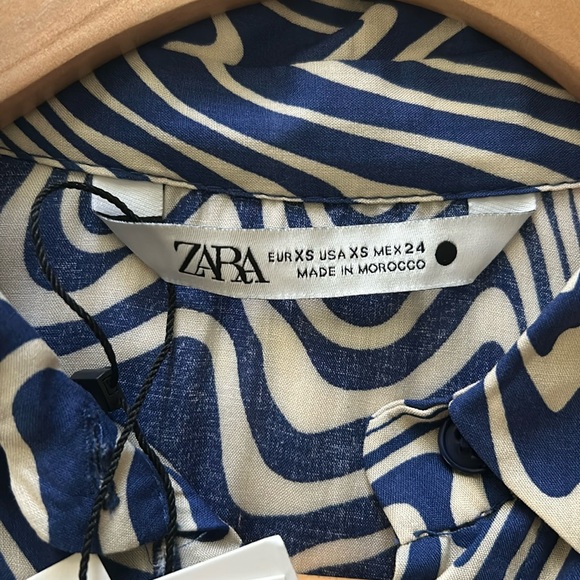 ZARA
EUR XS USA XS MEX 24
MADE IN MOROCCO